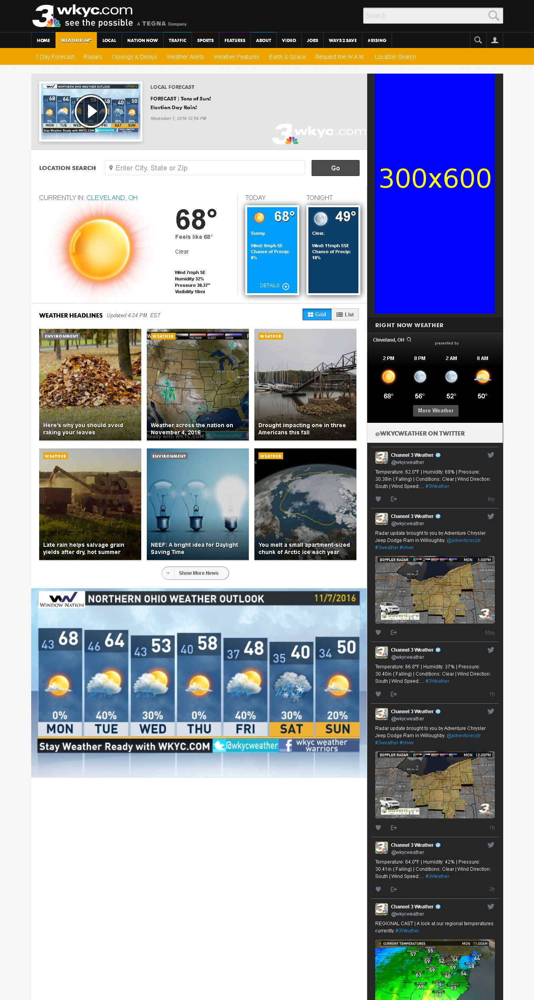 3 wkyc.com
see the possible A TEGNA Company
Search
HOME WEATHER 68° LOCAL NATION NOW TRAFFIC SPORTS FEATURES ABOUT VIDEO JOBS WAYS 2 SAVE #RISING
7 Day Forecast Radars Closings & Delays Weather Alerts Weather Features Earth & Space Request the W.A.M. Location Search
LOCAL FORECAST
FORECAST | Tons of Sun!
Election Day Rain!
November 7, 2016 12:54 PM
3 wkyc.com
LOCATION SEARCH Enter City, State or Zip Go
CURRENTLY IN: CLEVELAND, OH
68°
Feels like 68°
Clear
Wind 7mph SE
Humidity 32%
Pressure 30.37"
Visibility 10mi
TODAY
68°
Sunny.
Wind: 9mph SE
Chance of Precip:
0%
DETAILS
TONIGHT
49°
Clear.
Wind: 11mph SSE
Chance of Precip:
10%
WEATHER HEADLINES Updated 4:24 PM. EST
Grid List
ENVIRONMENT
Here's why you should avoid
raking your leaves
WEATHER
Weather across the nation on
November 4, 2016
WEATHER
Drought impacting one in three
Americans this fall
WEATHER
Late rain helps salvage grain
yields after dry, hot summer
ENVIRONMENT
NEEF: A bright idea for Daylight
Saving Time
WEATHER
You melt a small apartment-sized
chunk of Arctic ice each year
Show More News
WINDOW NATION
NORTHERN OHIO WEATHER OUTLOOK 11/7/2016
43 68 46 64 43 53 40 58 37 48 35 40 34 50
0% 40% 30% 0% 40% 30% 20%
MON TUE WED THU FRI SAT SUN
Stay Weather Ready with WKYC.COM @wkycweather wkyc weather
warriors
300x600
RIGHT NOW WEATHER
Cleveland, OH
presented by
2 PM 8 PM 2 AM 8 AM
68° 56° 52° 50°
More Weather
@WKYCWEATHER ON TWITTER
Channel 3 Weather
@wkycweather
Temperature: 62.0°F | Humidity: 69% | Pressure:
30.38in ( Falling) | Conditions: Clear | Wind Direction:
South | Wind Speed:... #3Weather
8m
Channel 3 Weather
@wkycweather
Radar update brought to you by Adventure Chrysler
Jeep Dodge Ram in Willoughby. @adventurecjdr
#3weather #ohwx
DOPPLER RADAR MON 1:00PM
adventure
50m
Channel 3 Weather
@wkycweather
Temperature: 66.8°F | Humidity: 37% | Pressure:
30.40in ( Falling) | Conditions: Clear | Wind Direction:
South | Wind Speed:... #3Weather
1h
Channel 3 Weather
@wkycweather
Radar update brought to you by Adventure Chrysler
Jeep Dodge Ram in Willoughby. @adventurecjdr
#3weather #ohwx
DOPPLER RADAR MON 12:00PM
adventure
1h
Channel 3 Weather
@wkycweather
Temperature: 64.0°F | Humidity: 42% | Pressure:
30.41in ( Falling) | Conditions: Clear | Wind Direction:
South | Wind Speed:... #3Weather
2h
Channel 3 Weather
@wkycweather
REGIONAL CAST | A look at our regional temperatures
currently. #3Weather
CURRENT TEMPERATURES MON 11:00AM